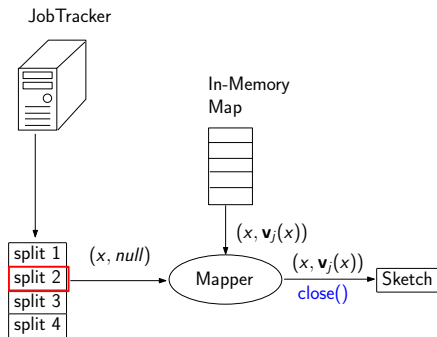 JobTracker
In-Memory
Map
split 1
split 2
split 3
split 4
(x, null)
(x, v_j(x))
Mapper
(x, v_j(x))
close()
Sketch